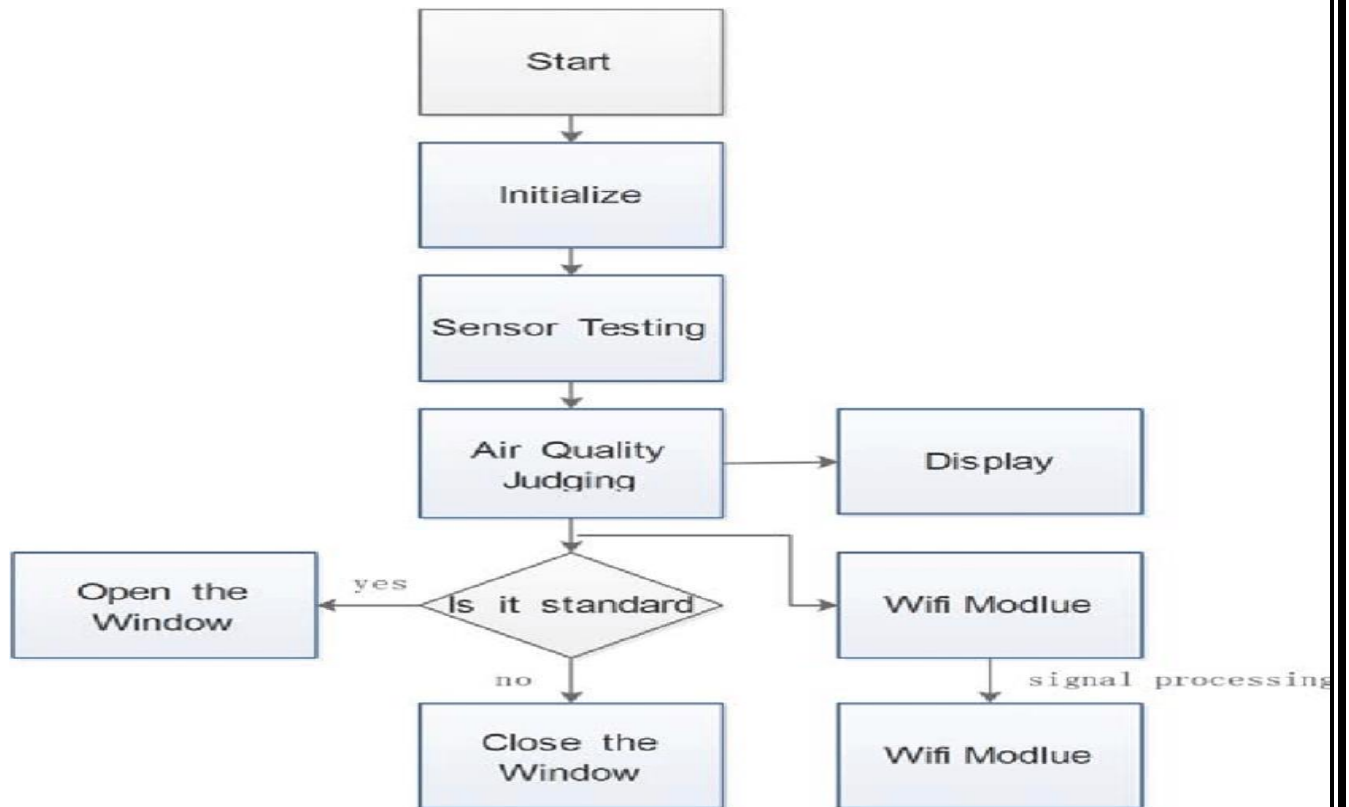 Start
Initialize
Sensor Testing
Air Quality
Judging
Display
Open the
Window
yes
Is it standard
Wifi Modlue
no
signal processing
Close the
Window
Wifi Modlue